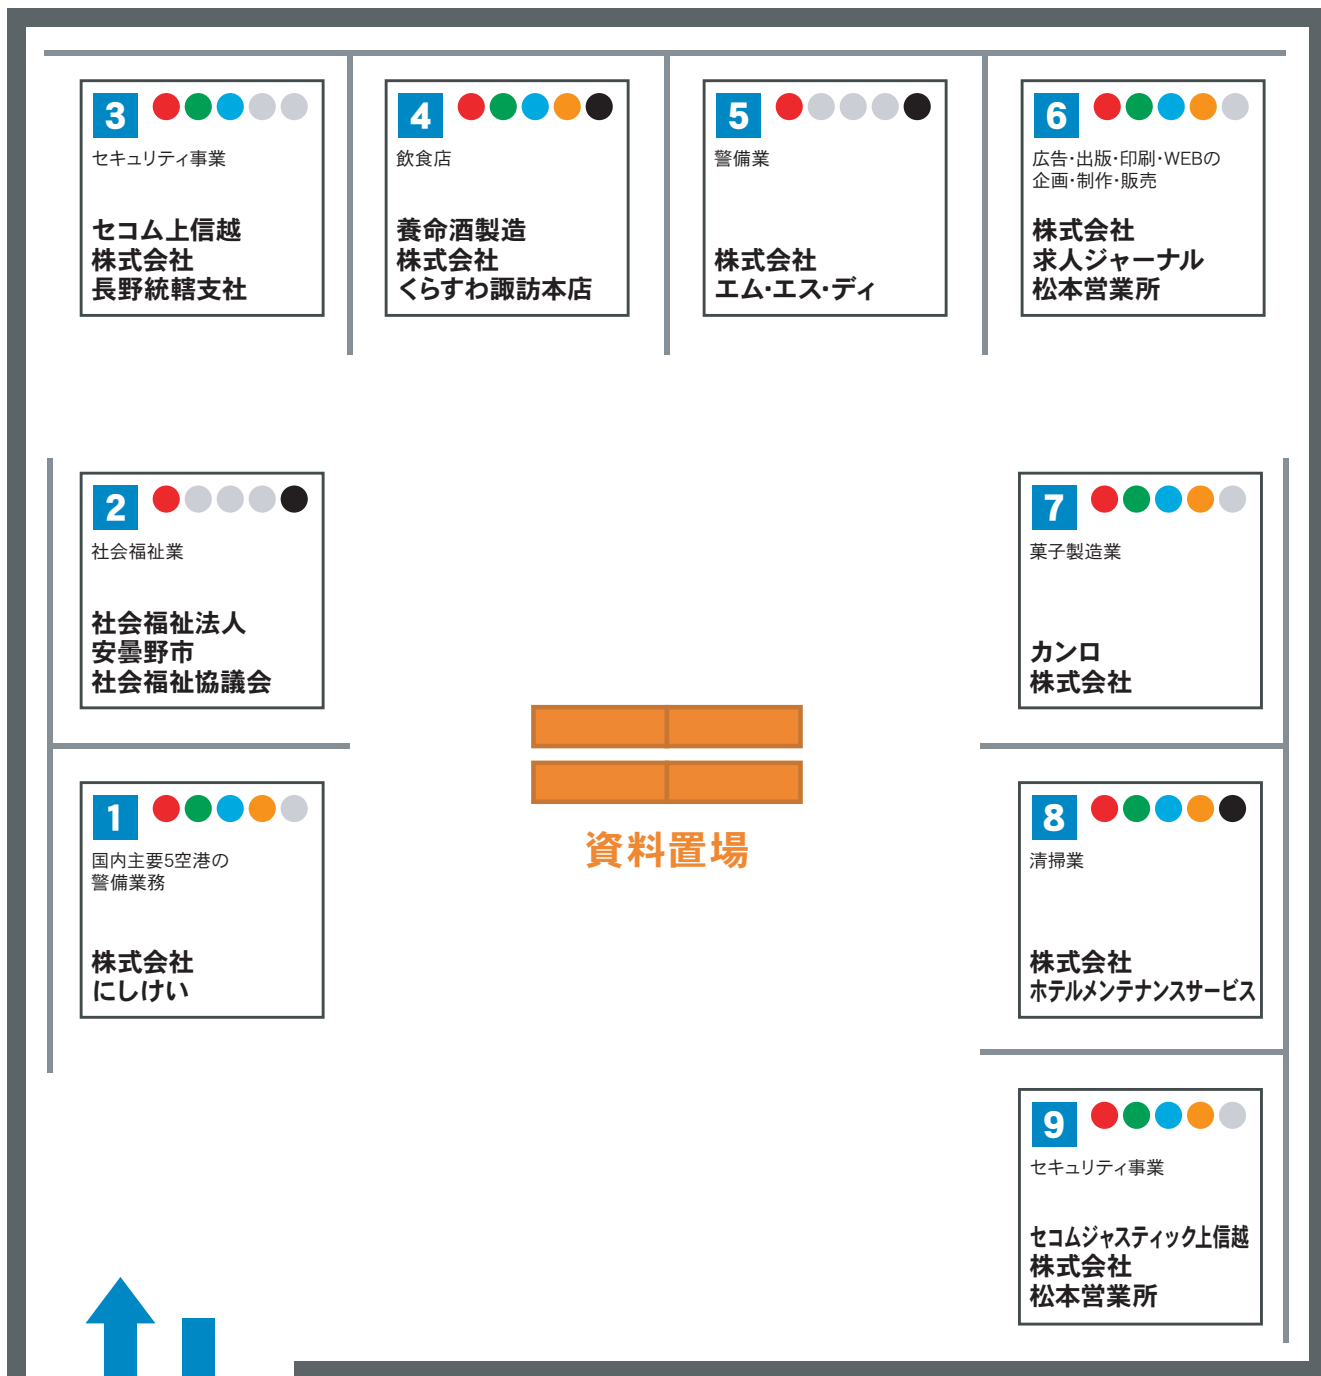 3
セキュリティ事業
セコム上信越
株式会社
長野統轄支社
4
飲食店
養命酒製造
株式会社
くらすわ諏訪本店
5
警備業
株式会社
エム・エス・ディ
6
広告・出版・印刷・WEBの
企画・制作・販売
株式会社
求人ジャーナル
松本営業所
2
社会福祉業
社会福祉法人
安曇野市
社会福祉協議会
7
菓子製造業
カンロ
株式会社
1
国内主要5空港の
警備業務
株式会社
にしけい
資料置場
8
清掃業
株式会社
ホテルメンテナンスサービス
9
セキュリティ事業
セコムジャスティック上信越
株式会社
松本営業所